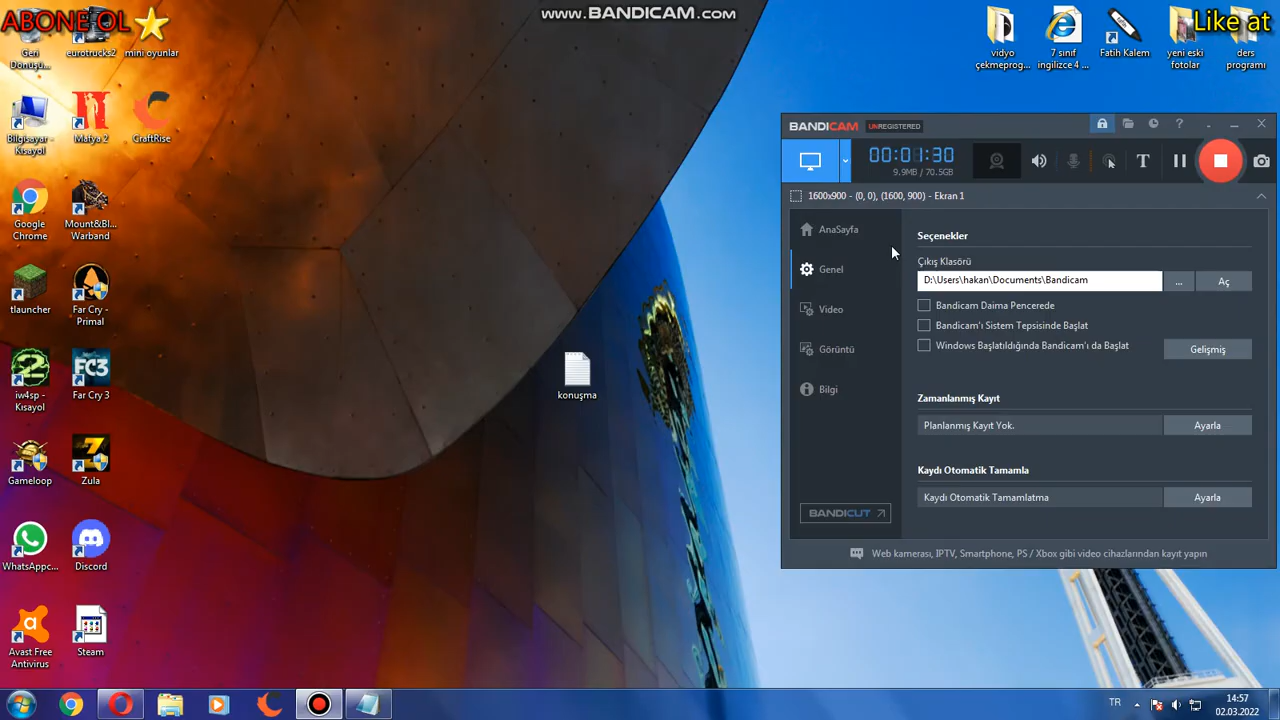 ABONE OL
Like at
www.BANDICAM.com
Geri
Dönüşü...
eurotrucks2
mini oyunlar
vidyo
çekmeprog...
7 sınıf
ingilizce 4 ...
Fatih Kalem
yeni eski
fotolar
ders
programı
Bilgisayar -
Kısayol
Mafya 2
CraftRise
Google
Chrome
Mount&Bl...
Warband
tlauncher
Far Cry -
Primal
iw4sp -
Kısayol
FC3
Far Cry 3
Gameloop
Zula
WhatsAppc...
Discord
Avast Free
Antivirus
Steam
konuşma
BANDICAM UNREGISTERED
00:01:30
9.9MB / 70.5GB
1600x900 - (0, 0), (1600, 900) - Ekran 1
AnaSayfa
Genel
Video
Görüntü
Bilgi
BANDICUT
Seçenekler
Çıkış Klasörü
D:\Users\hakan\Documents\Bandicam
...
Aç
Bandicam Daima Pencerede
Bandicam'ı Sistem Tepsisinde Başlat
Windows Başlatıldığında Bandicam'ı da Başlat
Gelişmiş
Zamanlanmış Kayıt
Planlanmış Kayıt Yok.
Ayarla
Kaydı Otomatik Tamamla
Kaydı Otomatik Tamamlatma
Ayarla
Web kamerası, IPTV, Smartphone, PS / Xbox gibi video cihazlarından kayıt yapın
TR
14:57
02.03.2022